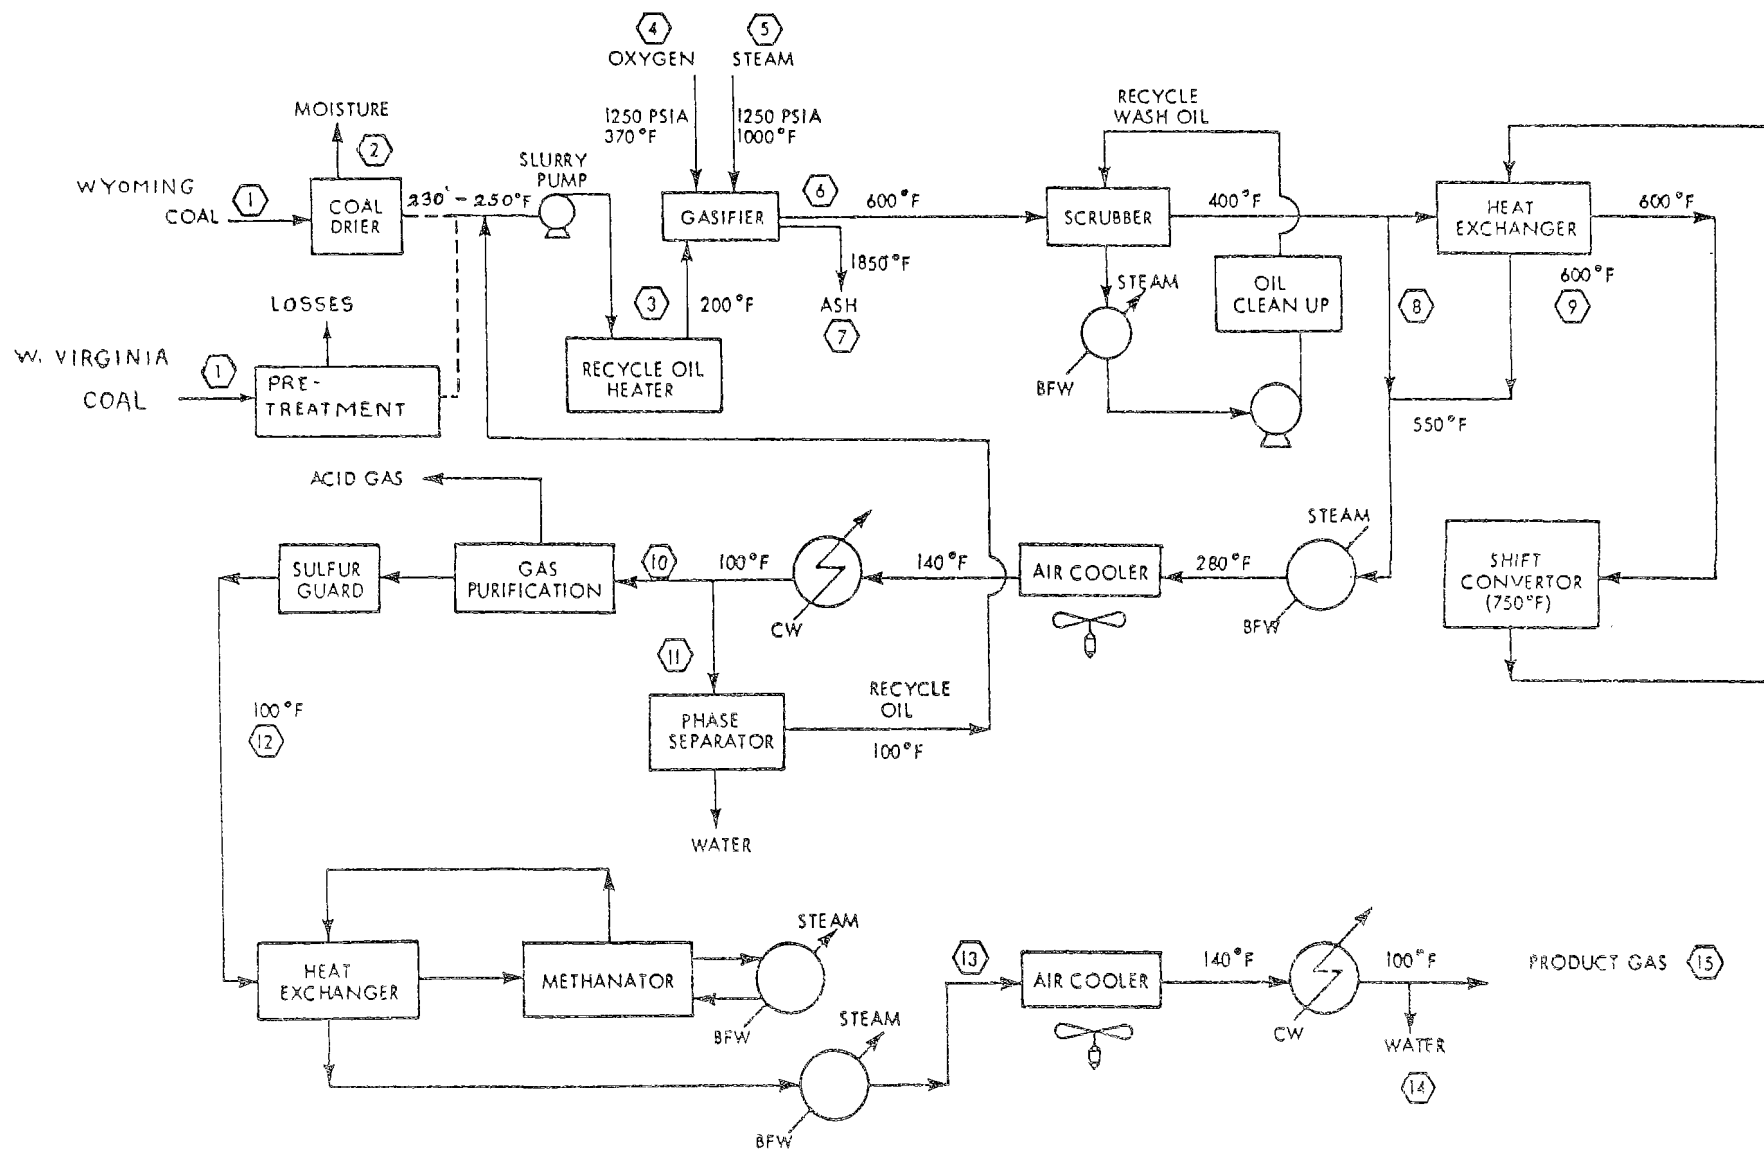 4
OXYGEN
5
STEAM
1250 PSIA
370°F
1250 PSIA
1000°F
MOISTURE
2
WYOMING
COAL
1
COAL
DRIER
230°-250°F
SLURRY
PUMP
GASIFIER
6
600°F
1850°F
ASH
7
3
200°F
RECYCLE OIL
HEATER
LOSSES
W. VIRGINIA
COAL
1
PRE-
TREATMENT
RECYCLE
WASH OIL
SCRUBBER
400°F
STEAM
BFW
OIL
CLEAN UP
HEAT
EXCHANGER
600°F
600°F
8
9
550°F
ACID GAS
SULFUR
GUARD
GAS
PURIFICATION
10
100°F
CW
140°F
AIR COOLER
280°F
STEAM
BFW
SHIFT
CONVERTOR
(750°F)
11
PHASE
SEPARATOR
RECYCLE
OIL
100°F
WATER
100°F
12
HEAT
EXCHANGER
METHANATOR
STEAM
BFW
STEAM
BFW
13
AIR COOLER
140°F
CW
100°F
PRODUCT GAS
15
WATER
14